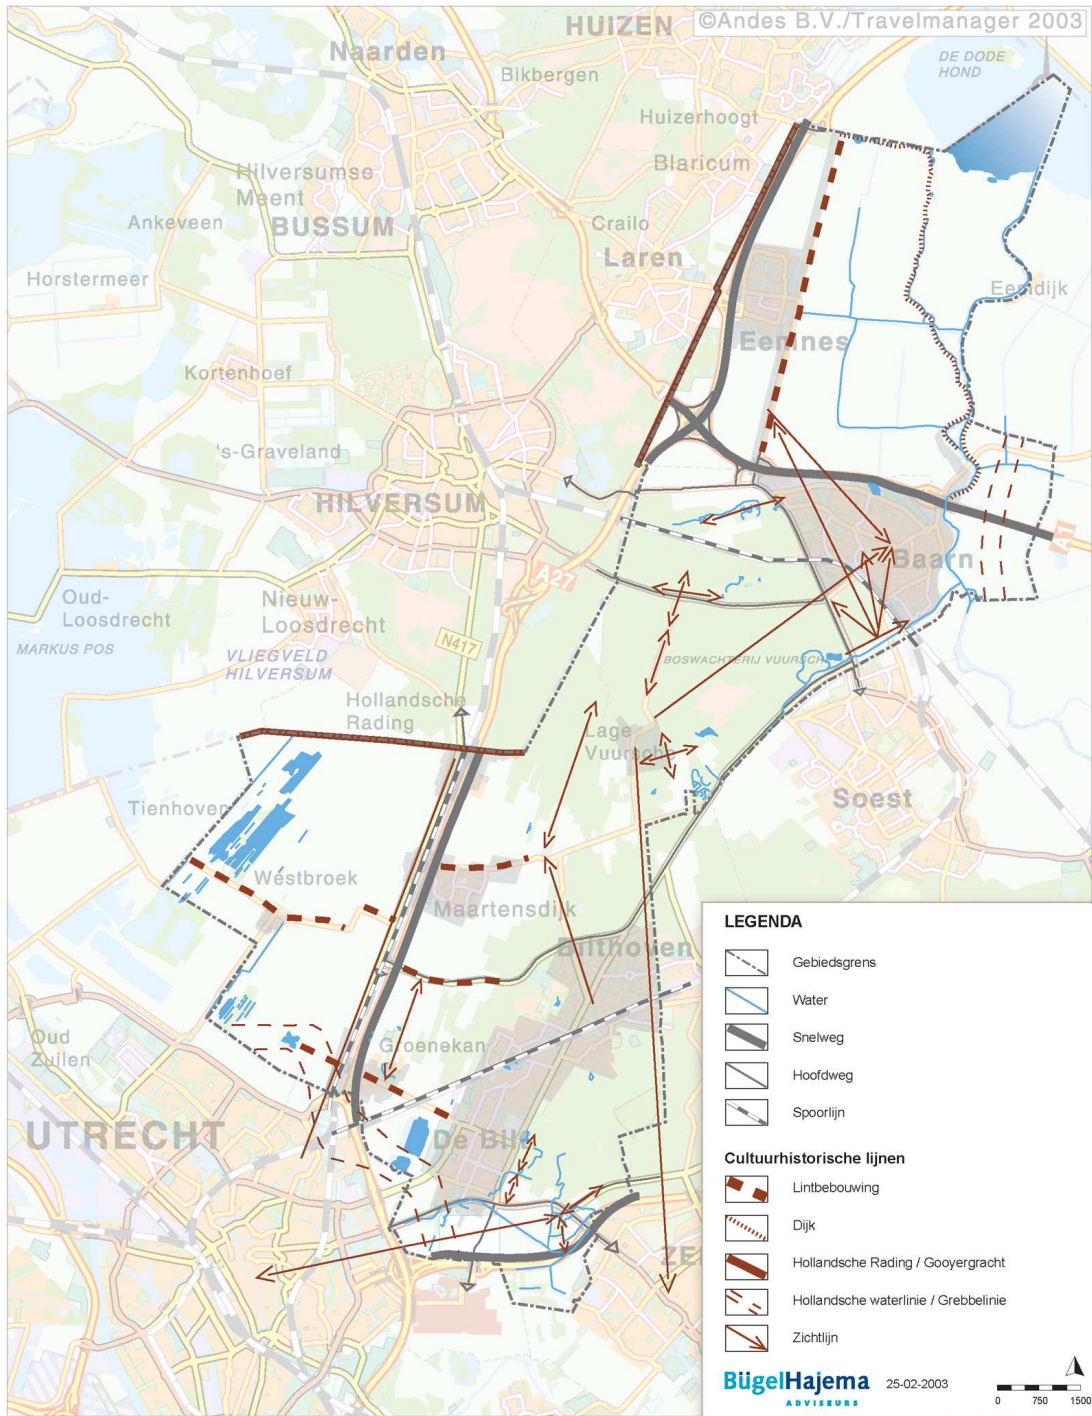 ©Andes B.V./Travelmanager 2003
HUIZEN
Naarden
Bikbergen
DE DODE
HOND
Huizerhoogt
Blaricum
Hilversumse
Meent
Ankeveen
BUSSUM
Crailo
Laren
Horstermeer
Eemdijk
Eemnes
Kortenhoef
's-Graveland
HILVERSUM
A1
Baarn
A27
Oud-
Loosdrecht
Nieuw-
Loosdrecht
N417
MARKUS POS
VLIEGVELD
HILVERSUM
BOSWACHTERIJ VUURSCH
Hollandsche
Rading
Lage
Vuursche
Soest
Tienhoven
Westbroek
Maartensdijk
Bilthoven
Oud
Zuilen
Groenekan
UTRECHT
De Bilt
ZE
LEGENDA
Gebiedsgrens
Water
Snelweg
Hoofdweg
Spoorlijn
Cultuurhistorische lijnen
Lintbebouwing
Dijk
Hollandsche Rading / Gooyergracht
Hollandsche waterlinie / Grebbelinie
Zichtlijn
BügelHajema
ADVISEURS
25-02-2003
0 750 1500